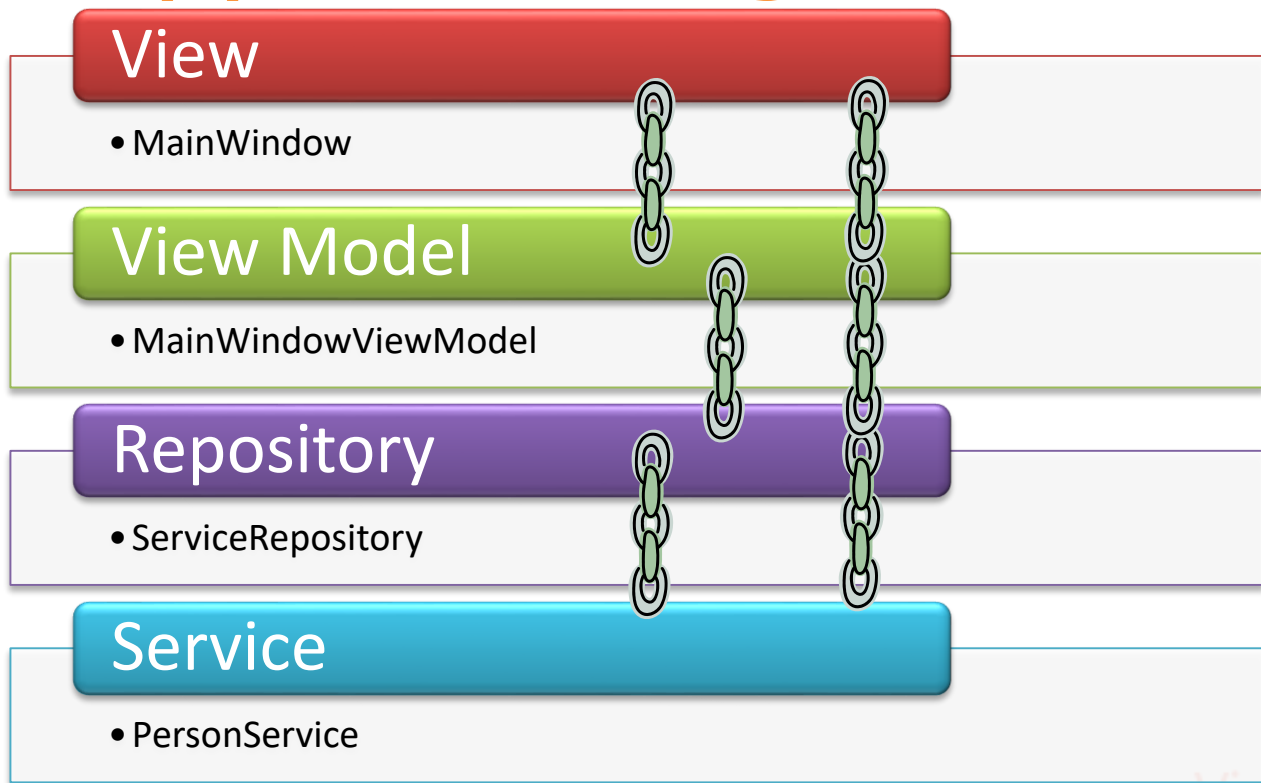 View
•MainWindow
View Model
•MainWindowViewModel
Repository
•ServiceRepository
Service
•PersonService